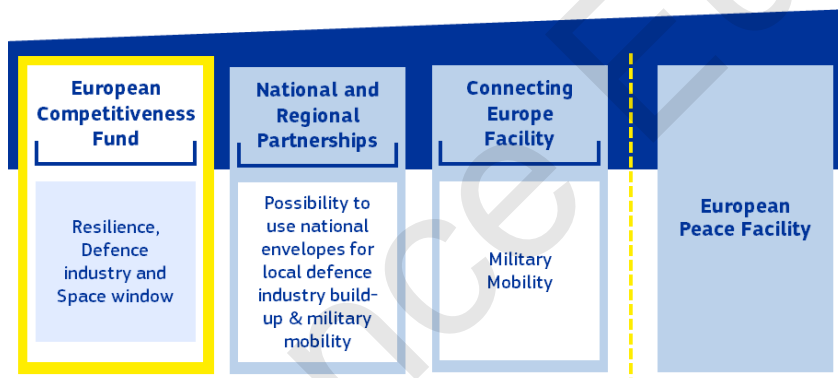 European
Competitiveness
Fund
Resilience,
Defence
industry and
Space window
National and
Regional
Partnerships
Possibility to
use national
envelopes for
local defence
industry build-
up & military
mobility
Connecting
Europe
Facility
Military
Mobility
European
Peace Facility